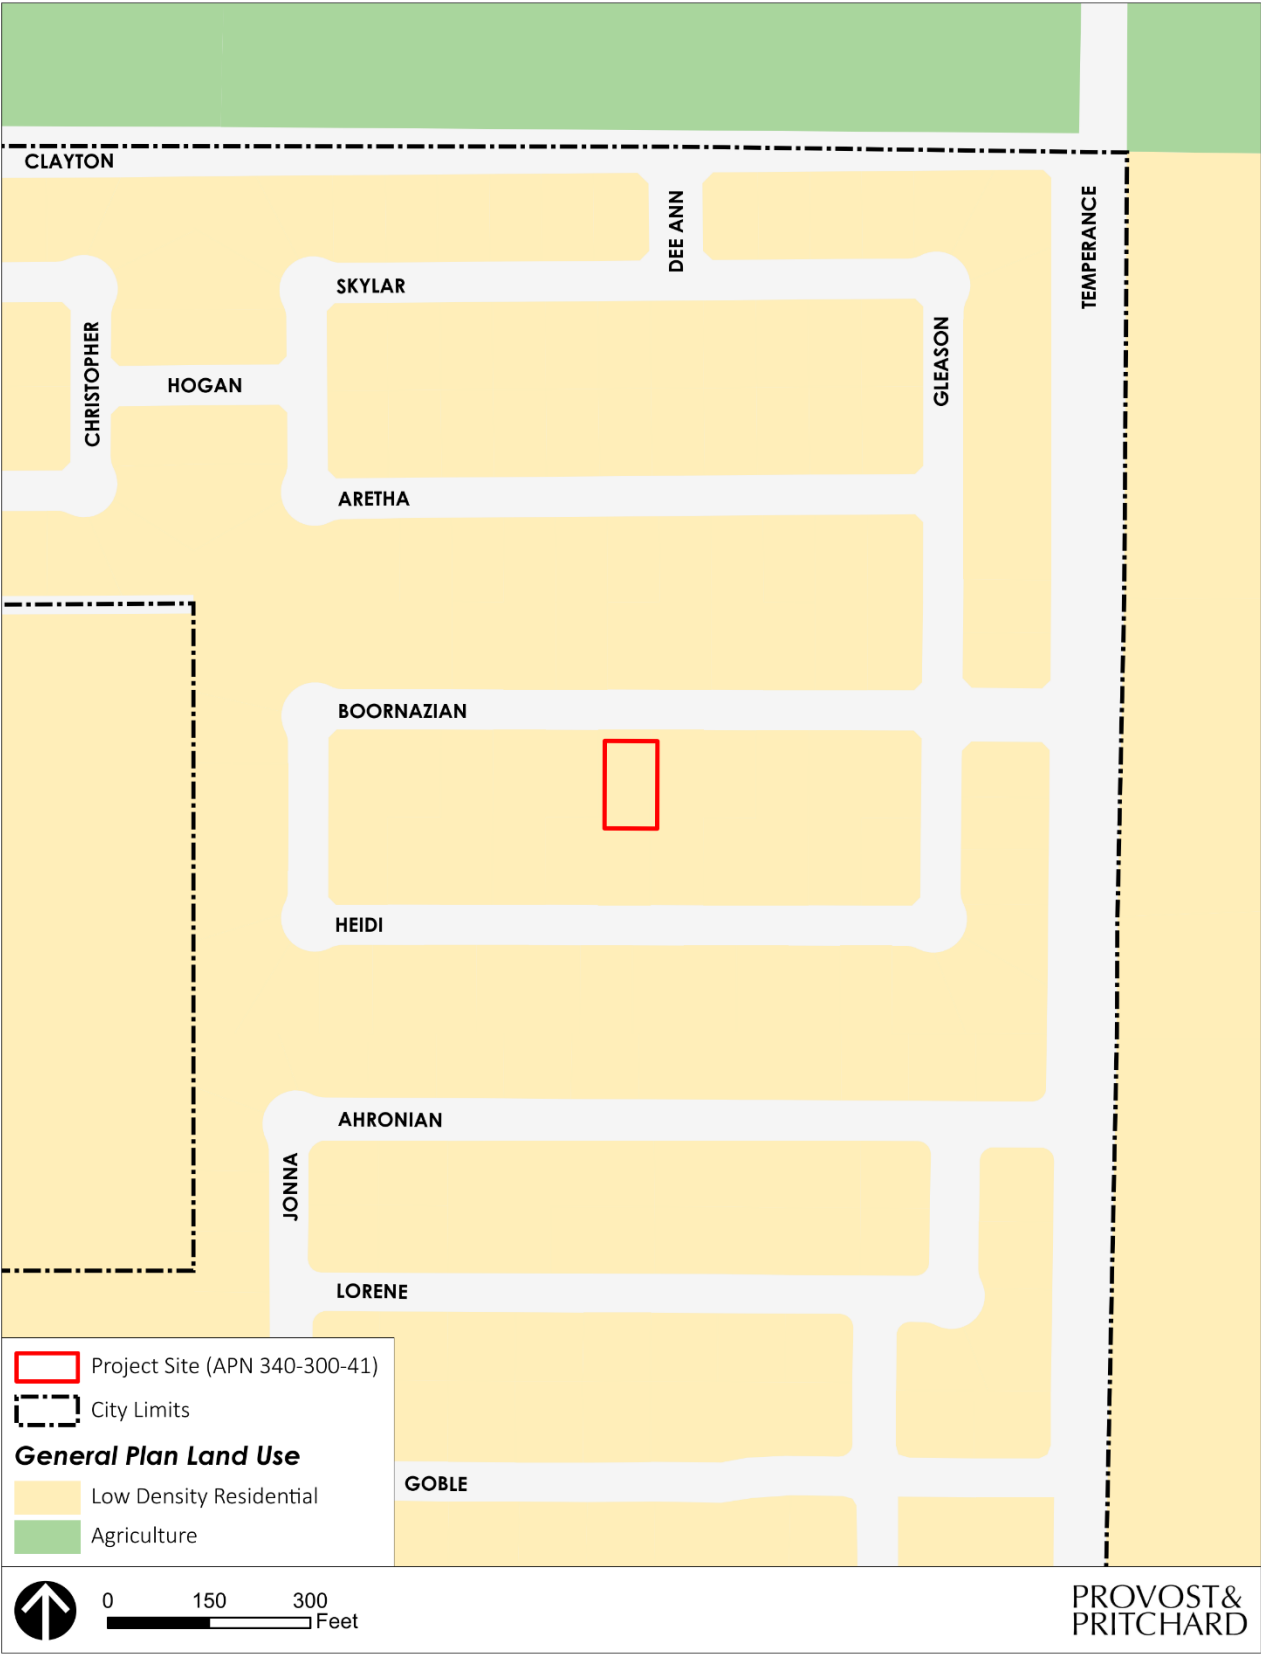 CLAYTON
DEE ANN
TEMPERANCE
SKYLAR
CHRISTOPHER
GLEASON
HOGAN
ARETHA
BOORNAZIAN
HEIDI
AHRONIAN
JONNA
LORENE
Project Site (APN 340-300-41)
City Limits
General Plan Land Use
Low Density Residential
Agriculture
GOBLE
0 150 300
Feet
PROVOST&
PRITCHARD